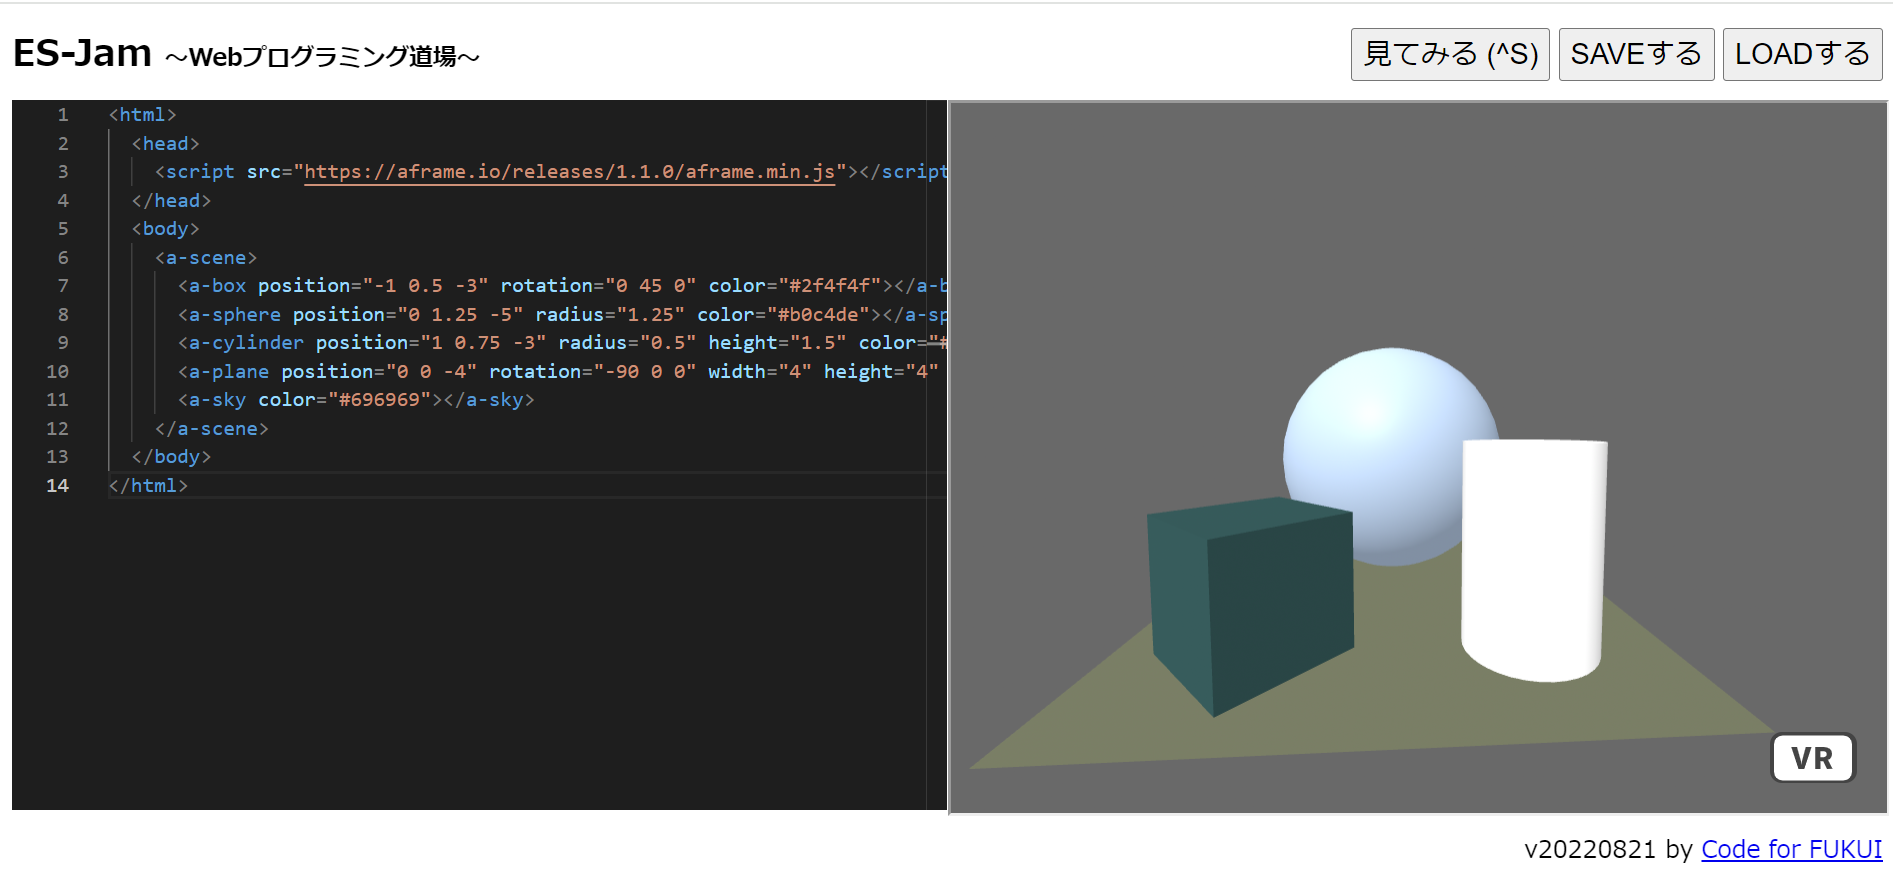 ES-Jam ～Webプログラミング道場～
見てみる (^S) SAVEする LOADする
1 <html>
2 <head>
3 <script src="https://aframe.io/releases/1.1.0/aframe.min.js"></script
4 </head>
5 <body>
6 <a-scene>
7 <a-box position="-1 0.5 -3" rotation="0 45 0" color="#2f4f4f"></a-b
8 <a-sphere position="0 1.25 -5" radius="1.25" color="#b0c4de"></a-sp
9 <a-cylinder position="1 0.75 -3" radius="0.5" height="1.5" color="#
10 <a-plane position="0 0 -4" rotation="-90 0 0" width="4" height="4"
11 <a-sky color="#696969"></a-sky>
12 </a-scene>
13 </body>
14 </html>
VR
v20220821 by Code for FUKUI